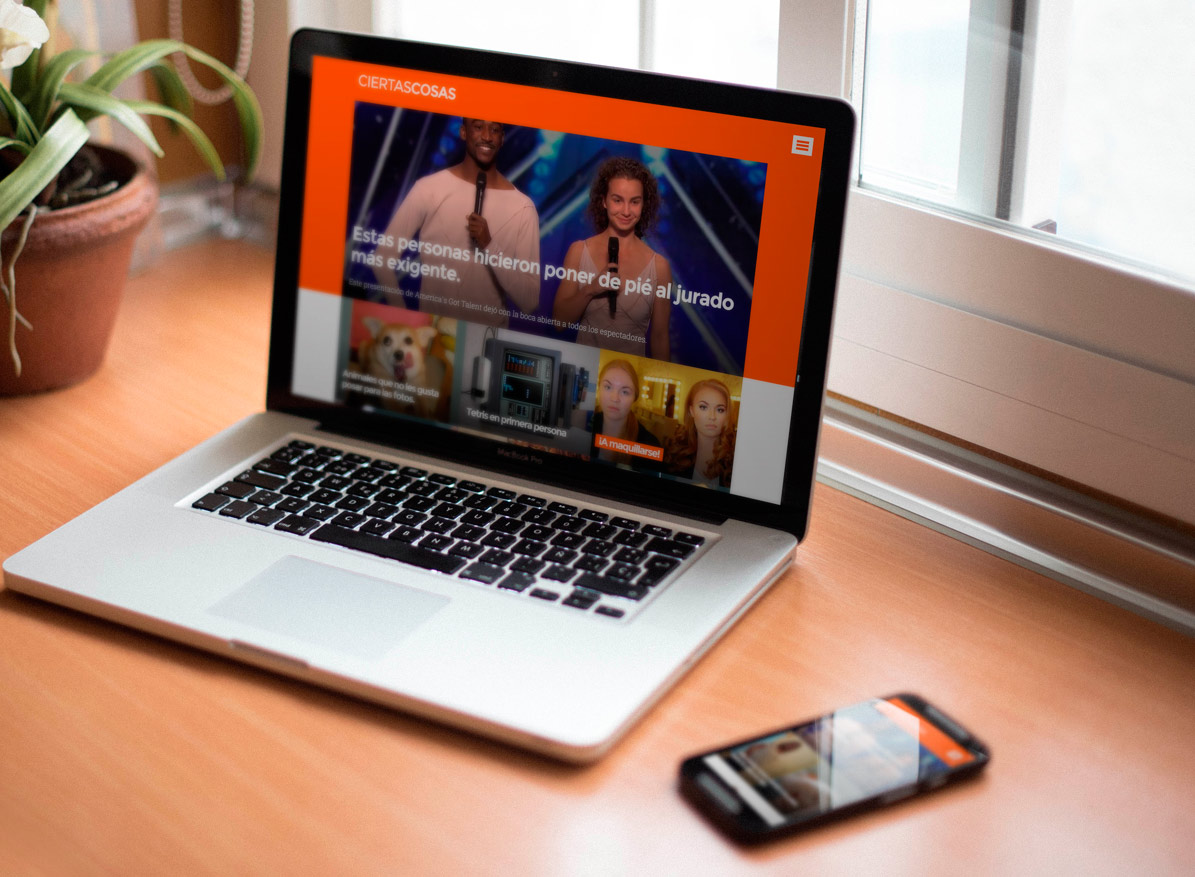 CIERTASCOSAS
Estas personas hicieron poner de pié al jurado
más exigente.
Este presentación de America's Got Talent dejó con la boca abierta a todos los espectadores.
Animales que no les gusta
posar para las fotos.
Tetris en primera persona
¡A maquillarse!
MacBook Pro